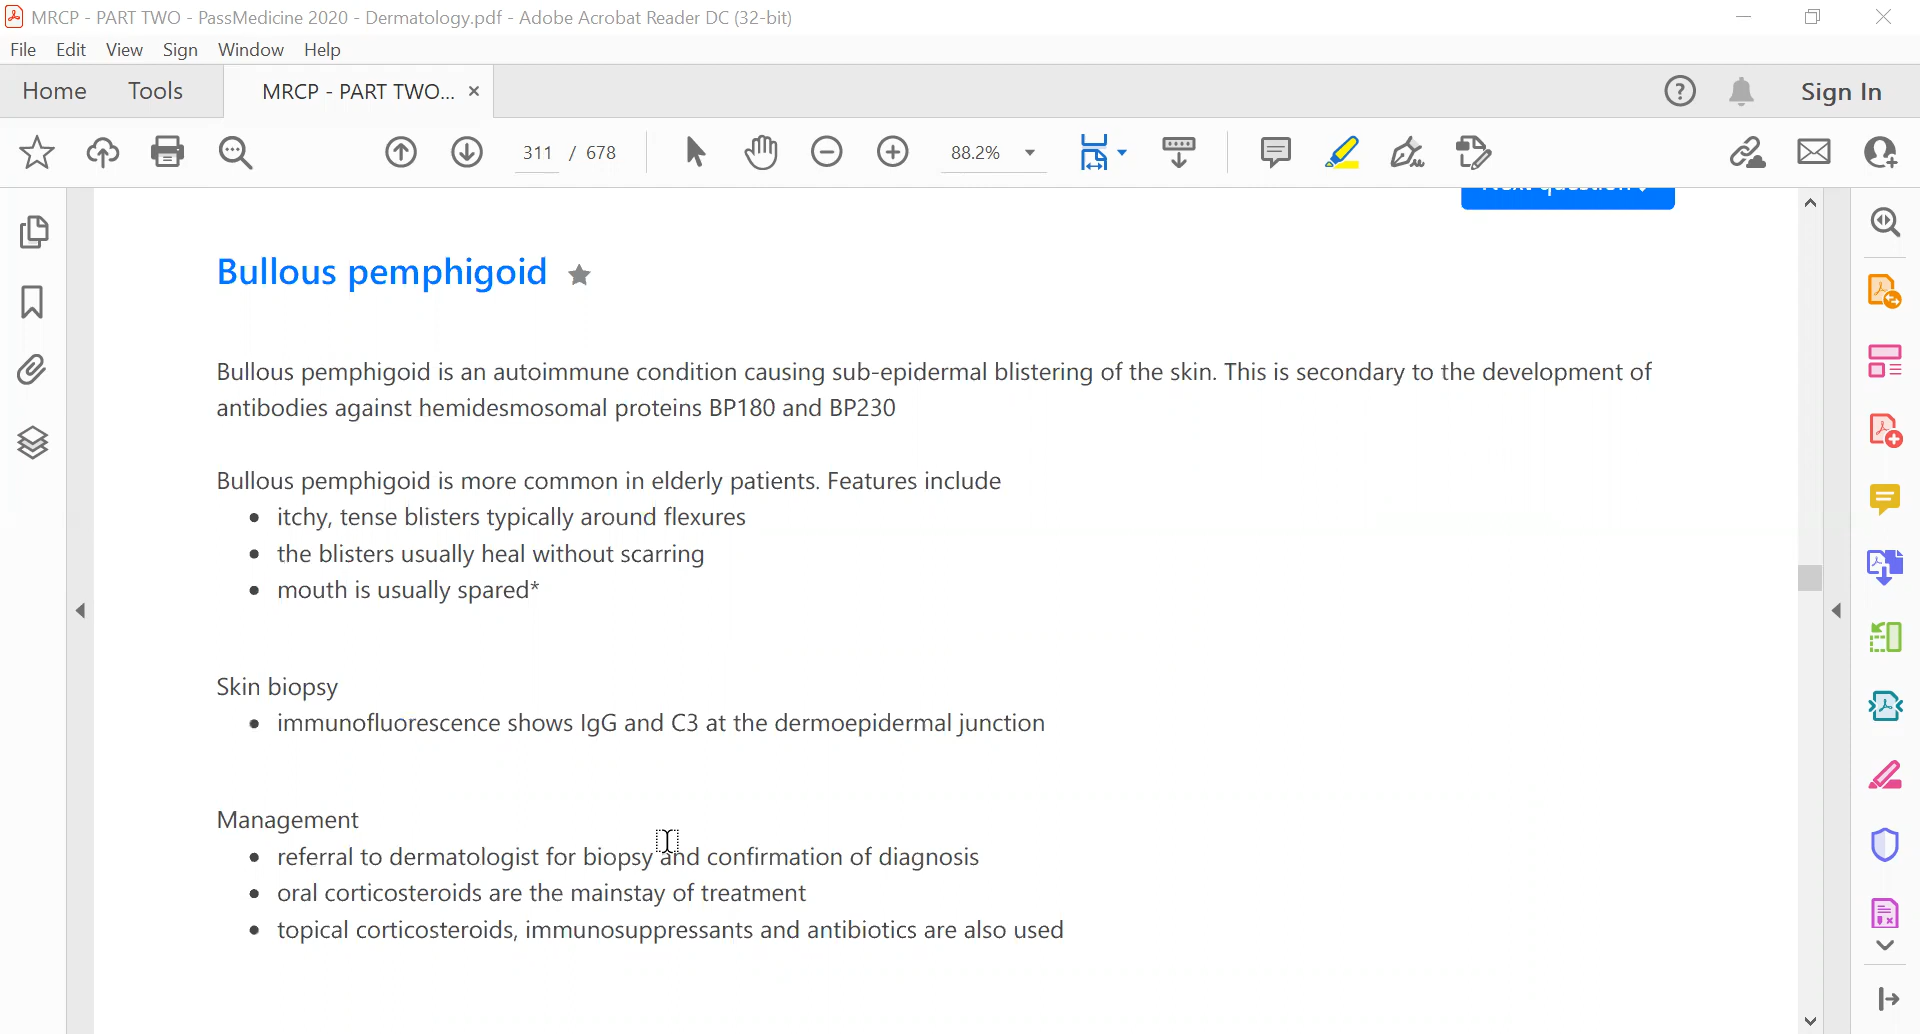 MRCP - PART TWO - PassMedicine 2020 - Dermatology.pdf - Adobe Acrobat Reader DC (32-bit)
File Edit View Sign Window Help
Home Tools MRCP - PART TWO... × Sign In
311 / 678 88.2%
Next question
Bullous pemphigoid
Bullous pemphigoid is an autoimmune condition causing sub-epidermal blistering of the skin. This is secondary to the development of
antibodies against hemidesmosomal proteins BP180 and BP230
Bullous pemphigoid is more common in elderly patients. Features include
• itchy, tense blisters typically around flexures
• the blisters usually heal without scarring
• mouth is usually spared*
Skin biopsy
• immunofluorescence shows IgG and C3 at the dermoepidermal junction
Management
• referral to dermatologist for biopsy and confirmation of diagnosis
• oral corticosteroids are the mainstay of treatment
• topical corticosteroids, immunosuppressants and antibiotics are also used